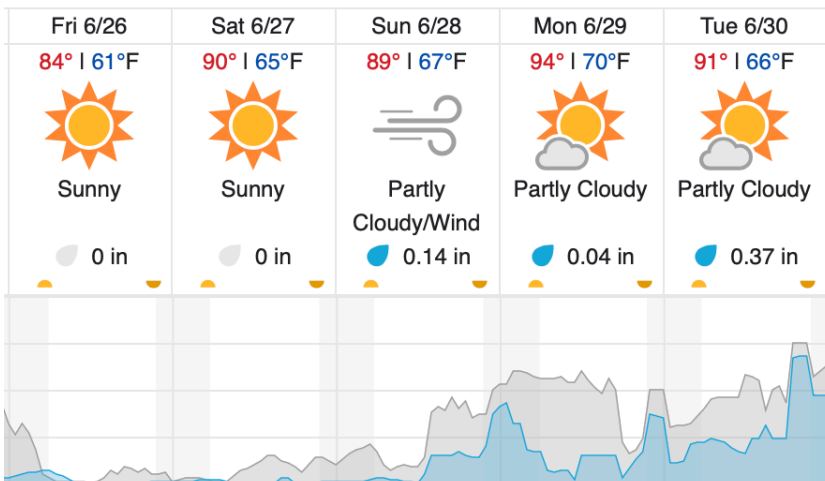 Fri 6/26 Sat 6/27 Sun 6/28 Mon 6/29 Tue 6/30
84° | 61°F 90° | 65°F 89° | 67°F 94° | 70°F 91° | 66°F
Sunny Sunny Partly Partly Cloudy Partly Cloudy
Cloudy/Wind
0 in 0 in 0.14 in 0.04 in 0.37 in